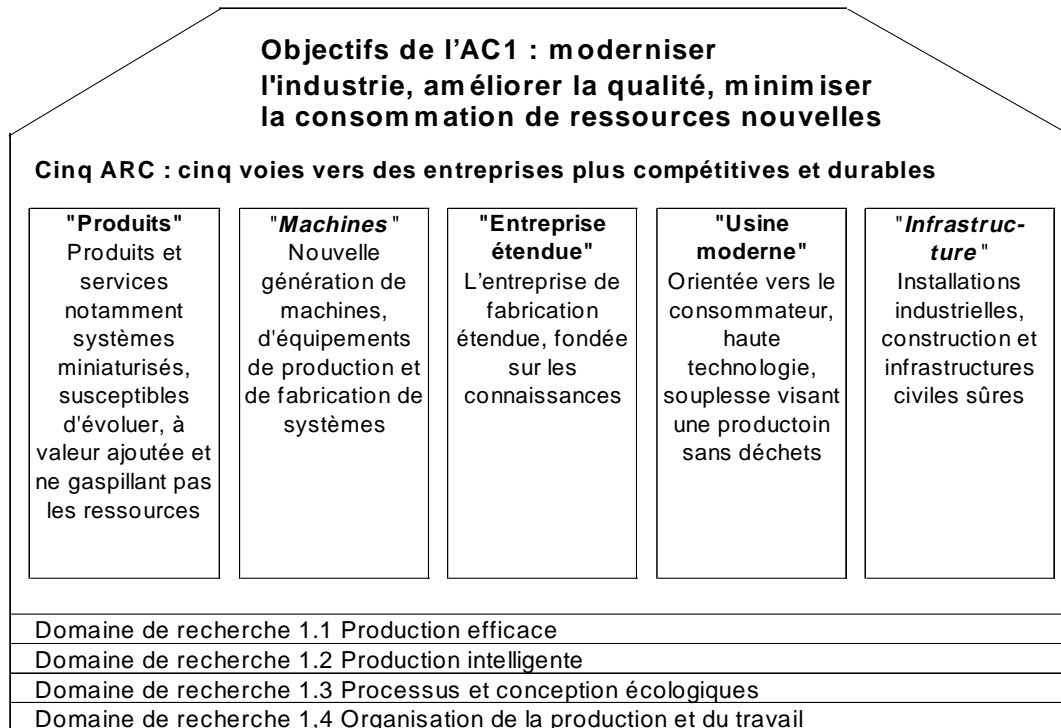 Objectifs de l'AC1 : moderniser
l'industrie, améliorer la qualité, minimiser
la consommation de ressources nouvelles
Cinq ARC : cinq voies vers des entreprises plus compétitives et durables
"Produits"
Produits et
services
notamment
systèmes
miniaturisés,
susceptibles
d'évoluer, à
valeur ajoutée et
ne gaspillant pas
les ressources
"Machines"
Nouvelle
génération de
machines,
d'équipements
de production et
de fabrication de
systèmes
"Entreprise
étendue"
L'entreprise de
fabrication
étendue, fondée
sur les
connaissances
"Usine
moderne"
Orientée vers le
consommateur,
haute
technologie,
souplesse visant
une productoin
sans déchets
"Infrastruc-
ture"
Installations
industrielles,
construction et
infrastructures
civiles sûres
Domaine de recherche 1.1 Production efficace
Domaine de recherche 1.2 Production intelligente
Domaine de recherche 1.3 Processus et conception écologiques
Domaine de recherche 1,4 Organisation de la production et du travail